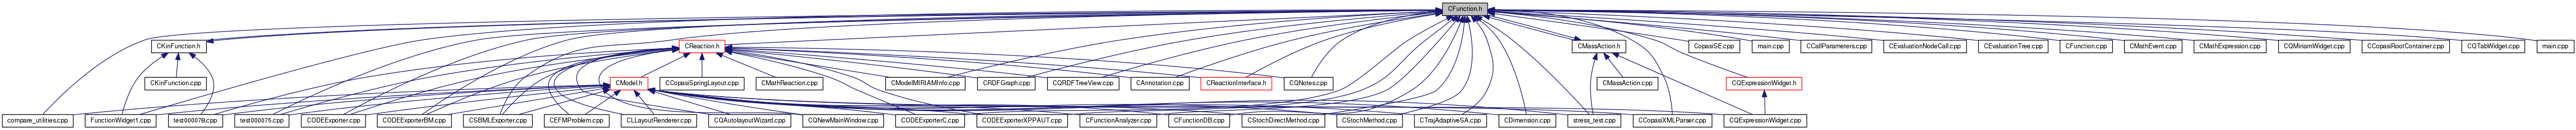 CFunction.h
CKinFunction.h
CReaction.h
CMassAction.h
CopasiSE.cpp
main.cpp
CCallParameters.cpp
CEvaluationNodeCall.cpp
CEvaluationTree.cpp
CFunction.cpp
CMathEvent.cpp
CMathExpression.cpp
CQMiriamWidget.cpp
CCopasiRootContainer.cpp
CQTabWidget.cpp
main.cpp
CKinFunction.cpp
CModel.h
CCopasiSpringLayout.cpp
CMathReaction.cpp
CModelMIRIAMInfo.cpp
CRDFGraph.cpp
CQRDFTreeView.cpp
CAnnotation.cpp
CReactionInterface.h
CQNotes.cpp
CMassAction.cpp
CQExpressionWidget.h
compare_utilities.cpp
FunctionWidget1.cpp
test000078.cpp
test000075.cpp
CODEExporter.cpp
CODEExporterBM.cpp
CSBMLExporter.cpp
CEFMProblem.cpp
CLLayoutRenderer.cpp
CQAutolayoutWizard.cpp
CQNewMainWindow.cpp
CODEExporterC.cpp
CODEExporterXPPAUT.cpp
CFunctionAnalyzer.cpp
CFunctionDB.cpp
CStochDirectMethod.cpp
CStochMethod.cpp
CTrajAdaptiveSA.cpp
CDimension.cpp
stress_test.cpp
CCopasiXMLParser.cpp
CQExpressionWidget.cpp